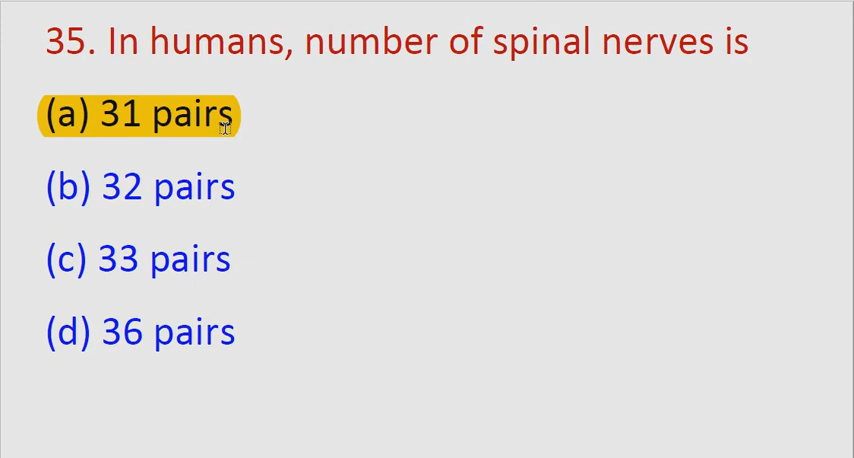 35. In humans, number of spinal nerves is
(a) 31 pairs
(b) 32 pairs
(c) 33 pairs
(d) 36 pairs